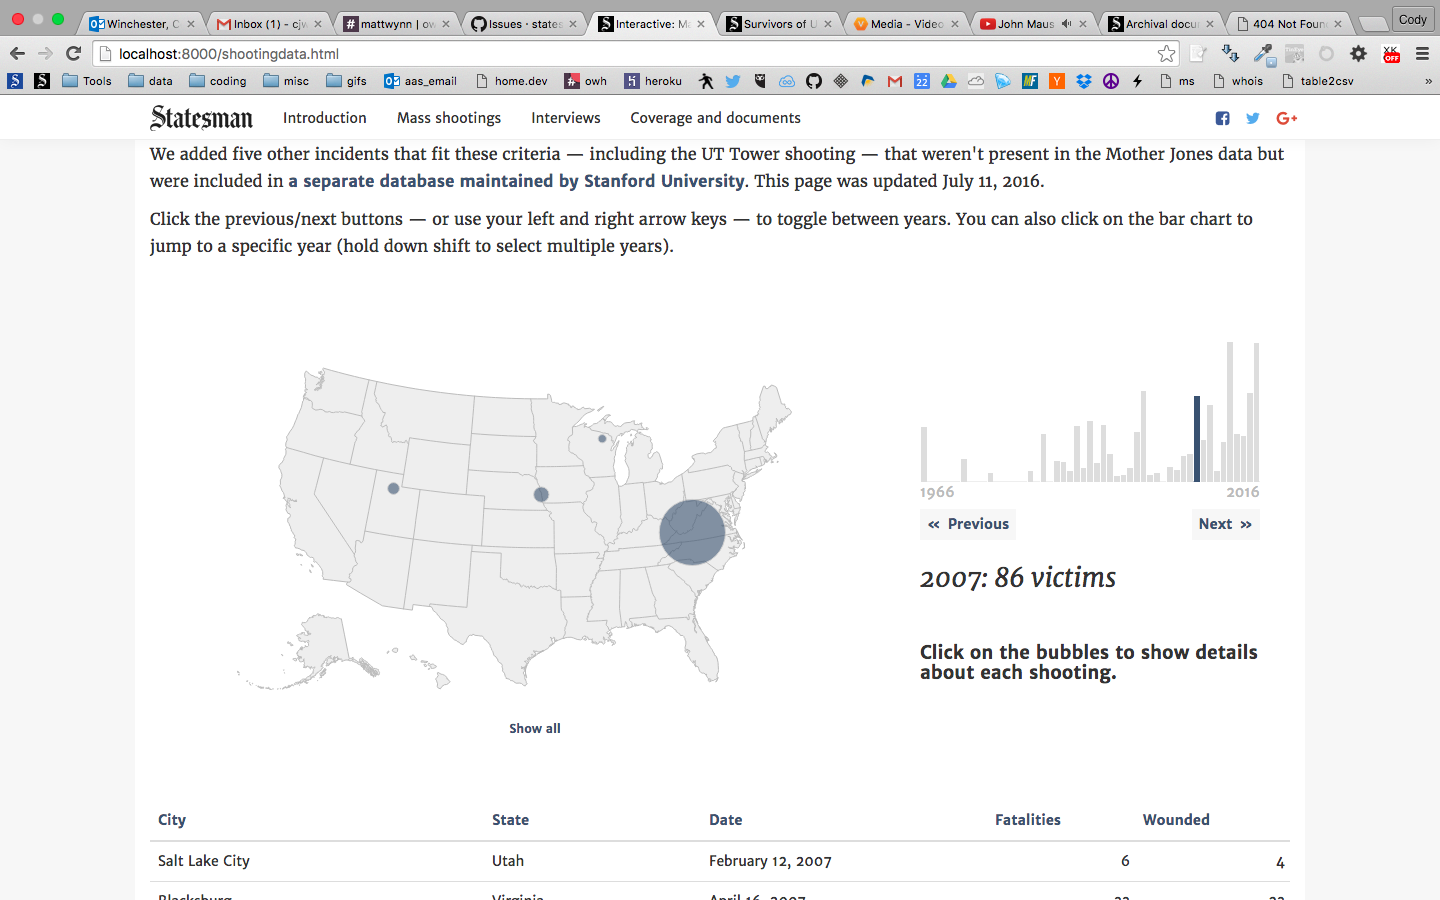 Winchester, C
Inbox (1) - cjw
mattwynn | ow
Issues · states
Interactive: Ma
Survivors of U
Media - Video
John Maus
Archival docu
404 Not Foun
Cody
localhost:8000/shootingdata.html
Tools
data
coding
misc
gifs
aas_email
home.dev
owh
heroku
22
ms
whois
table2csv
»
XK
OFF
Statesman
Introduction
Mass shootings
Interviews
Coverage and documents
G+
We added five other incidents that fit these criteria — including the UT Tower shooting — that weren't present in the Mother Jones data but
were included in a separate database maintained by Stanford University. This page was updated July 11, 2016.
Click the previous/next buttons — or use your left and right arrow keys — to toggle between years. You can also click on the bar chart to
jump to a specific year (hold down shift to select multiple years).
1966
2016
« Previous
Next »
2007: 86 victims
Click on the bubbles to show details
about each shooting.
Show all
City State Date Fatalities Wounded
Salt Lake City Utah February 12, 2007 6 4
Blacksburg Virginia April 16, 2007